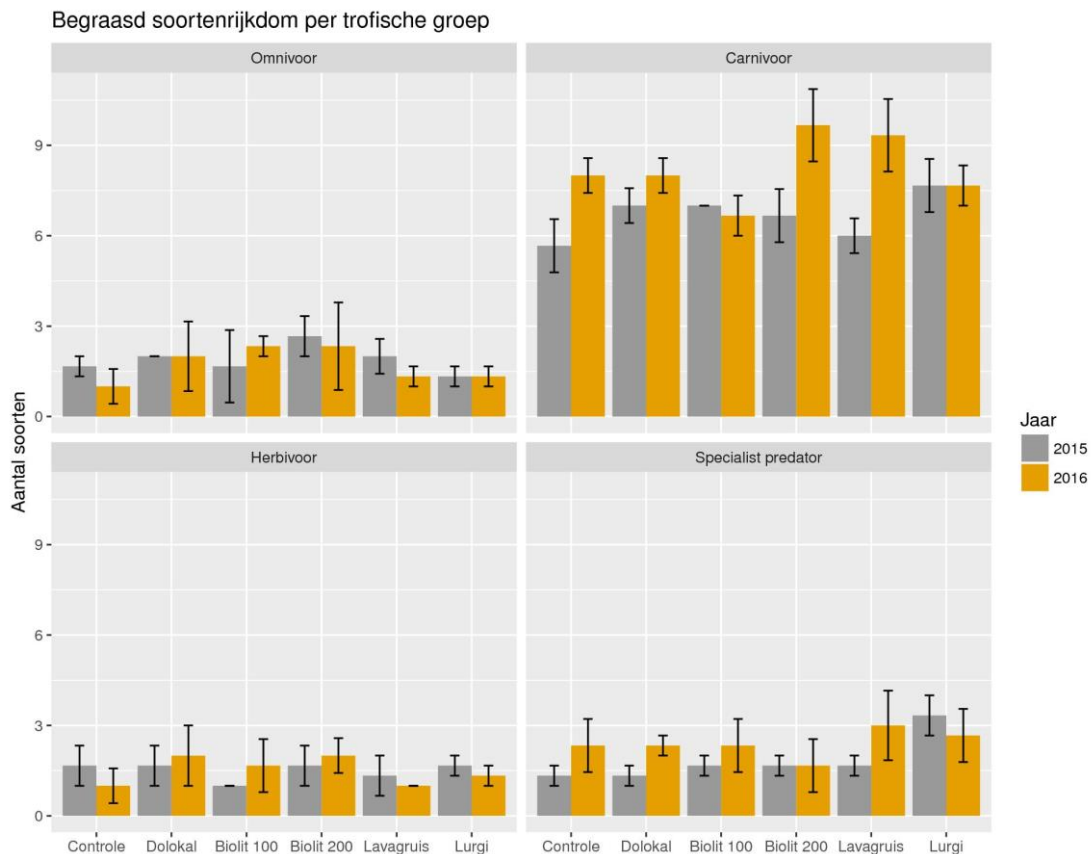 Begraasd soortenrijkdom per trofische groep
Omnivoor
Carnivoor
9
6
3
0
Herbivoor
Specialist predator
9
6
3
0
Aantal soorten
Controle Dolokal Biolit 100 Biolit 200 Lavagruis Lurgi
Controle Dolokal Biolit 100 Biolit 200 Lavagruis Lurgi
Jaar
2015
2016